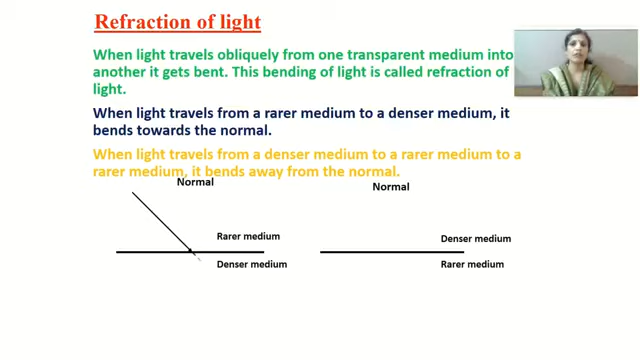 Refraction of light
When light travels obliquely from one transparent medium into
another it gets bent. This bending of light is called refraction of
light.
When light travels from a rarer medium to a denser medium, it
bends towards the normal.
When light travels from a denser medium to a rarer medium to a
rarer medium, it bends away from the normal.
Normal
Normal
Rarer medium
Denser medium
Denser medium
Rarer medium